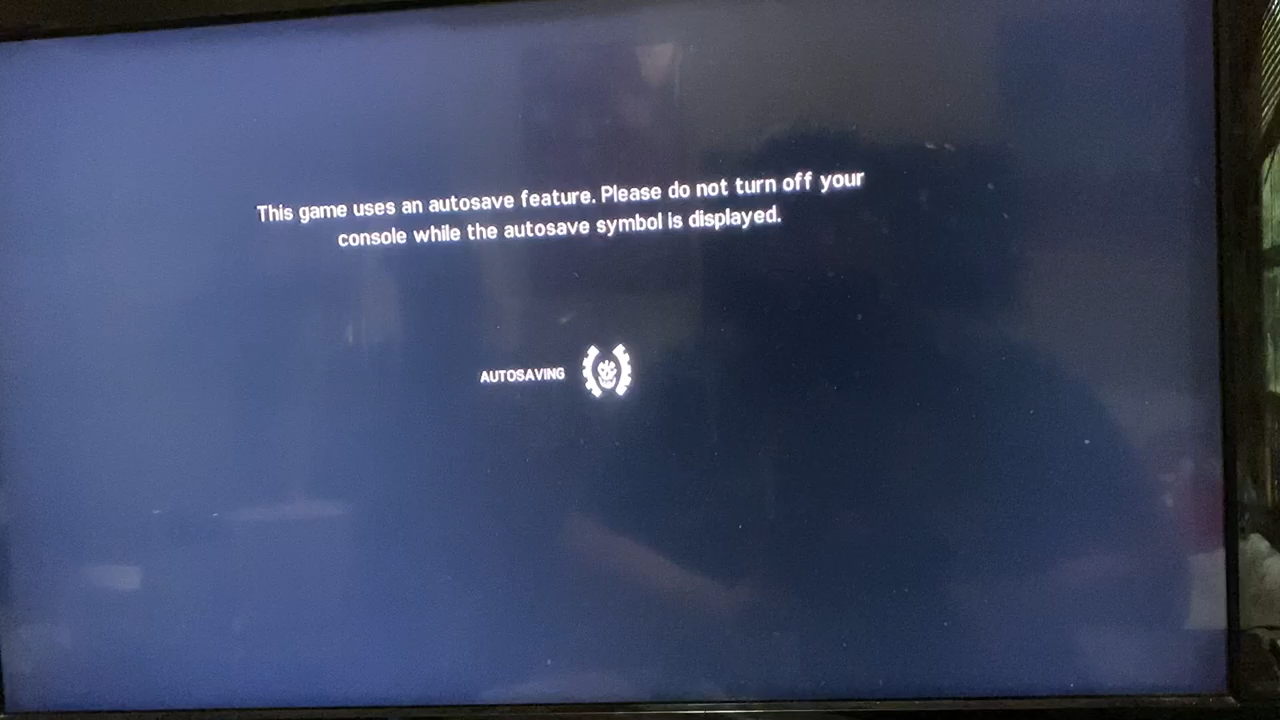 This game uses an autosave feature. Please do not turn off your
console while the autosave symbol is displayed.
AUTOSAVING